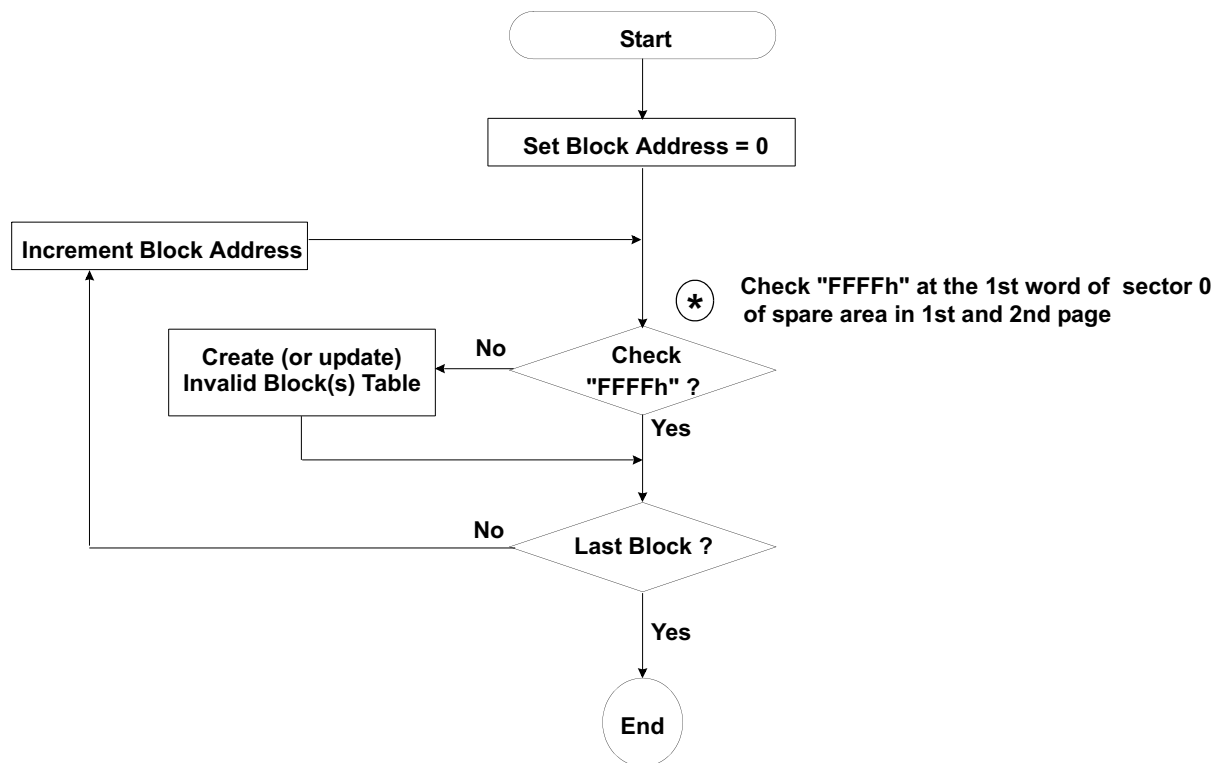 Start
Set Block Address = 0
Increment Block Address
*
Check "FFFFh" at the 1st word of sector 0
of spare area in 1st and 2nd page
Create (or update)
Invalid Block(s) Table
No
Check
"FFFFh" ?
Yes
No
Last Block ?
Yes
End